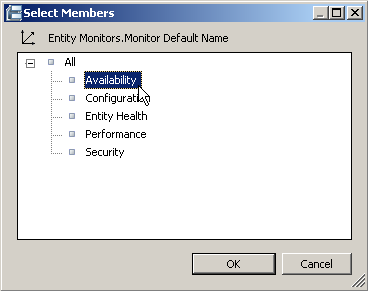 Select Members
Entity Monitors.Monitor Default Name
All
Availability
Configuration
Entity Health
Performance
Security
OK
Cancel